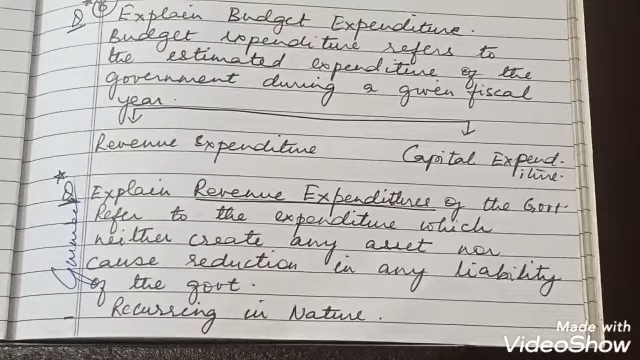 Q * 6 Explain Budget Expenditure.
Budget expenditure refers to
the estimated expenditure of the
government during a given fiscal
year.
Revenue Expenditure Capital Expend-
iture.
* Q Explain Revenue Expenditures of the Govt.
Refer to the expenditure which
neither create any asset nor
cause reduction in any liability
of the govt.
Recurring in Nature.
Made with
VideoShow